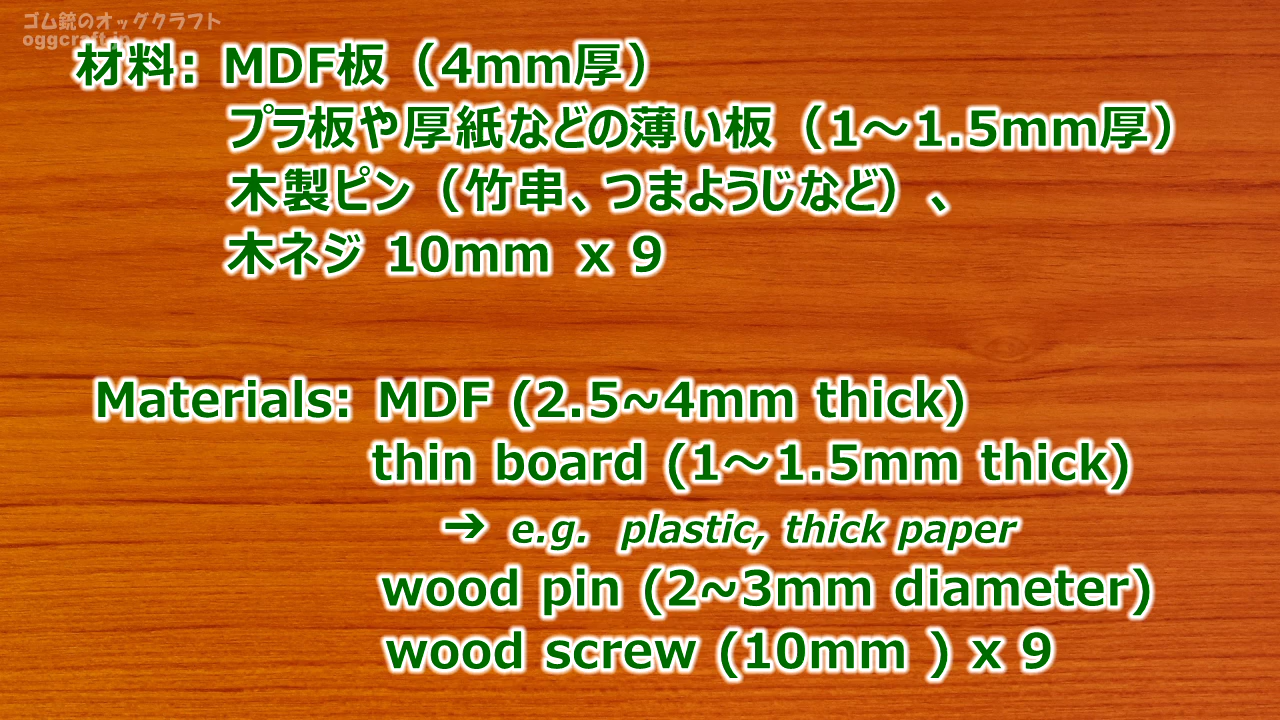 ゴム銃のオッグクラフト
oggcraft.jp
材料: MDF板（4mm厚）
プラ板や厚紙などの薄い板（1～1.5mm厚）
木製ピン（竹串、つまようじなど）、
木ネジ 10mm x 9
Materials: MDF (2.5~4mm thick)
thin board (1～1.5mm thick)
➔ e.g. plastic, thick paper
wood pin (2~3mm diameter)
wood screw (10mm ) x 9